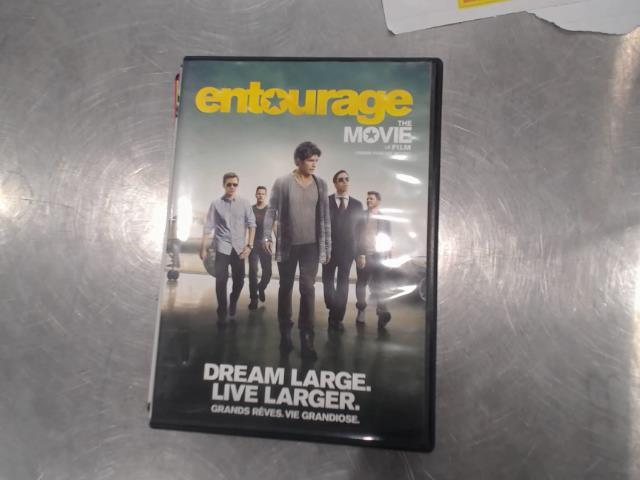 entourage
THE
MOVIE
LE FILM
DREAM LARGE.
LIVE LARGER.
GRANDS RÊVES. VIE GRANDIOSE.